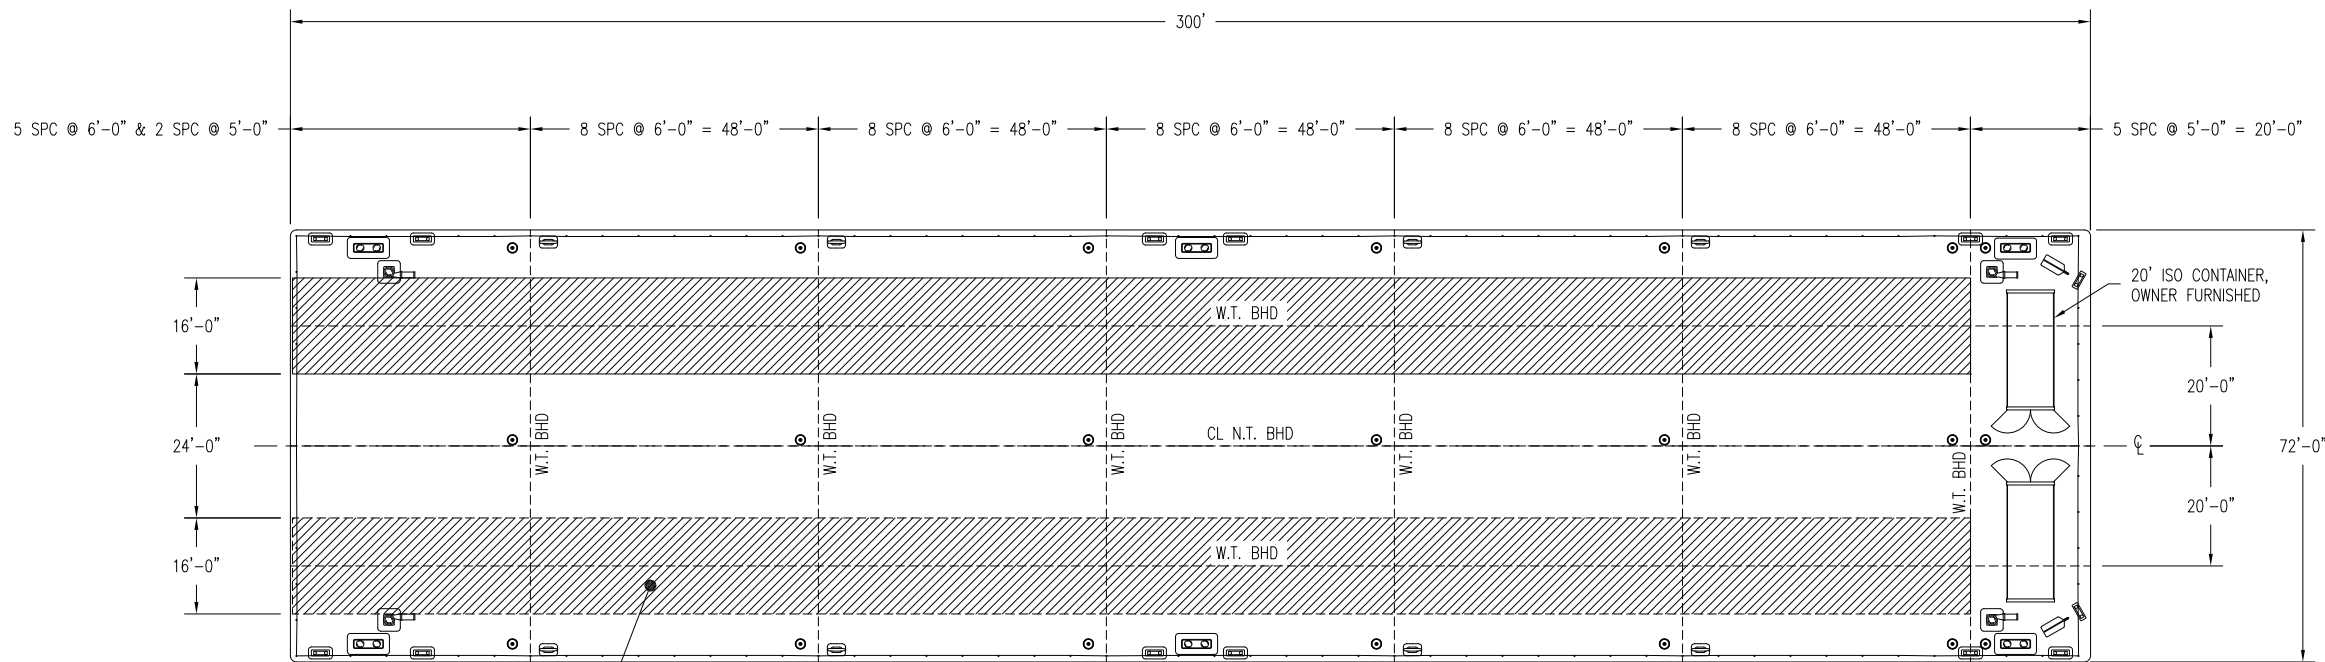 300'
5 SPC @ 6'-0" & 2 SPC @ 5'-0"
8 SPC @ 6'-0" = 48'-0"
8 SPC @ 6'-0" = 48'-0"
8 SPC @ 6'-0" = 48'-0"
8 SPC @ 6'-0" = 48'-0"
8 SPC @ 6'-0" = 48'-0"
5 SPC @ 5'-0" = 20'-0"
20' ISO CONTAINER,
OWNER FURNISHED
16'-0"
W.T. BHD
20'-0"
W.T. BHD
W.T. BHD
W.T. BHD
CL N.T. BHD
W.T. BHD
W.T. BHD
W.T. BHD
24'-0"
℄
72'-0"
20'-0"
16'-0"
W.T. BHD